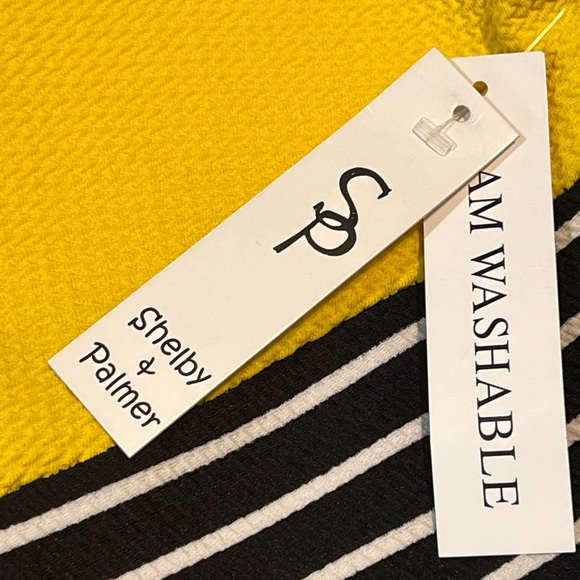 SP
Shelby
&
Palmer
AM WASHABLE